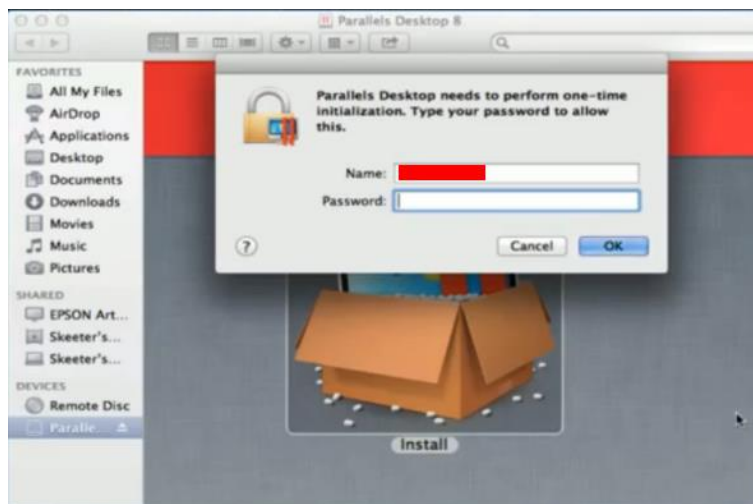 Parallels Desktop 8
FAVORITES
All My Files
AirDrop
Applications
Desktop
Documents
Downloads
Movies
Music
Pictures
SHARED
EPSON Art...
Skeeter's...
Skeeter's...
DEVICES
Remote Disc
Paralle...
Parallels Desktop needs to perform one-time
initialization. Type your password to allow
this.
Name:
Password:
?
Cancel
OK
Install